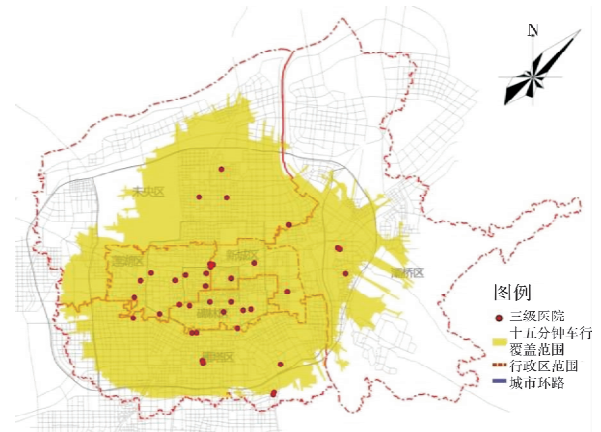 N
未央区
莲湖区
新城区
灞桥区
碑林区
雁塔区
图例
三级医院
十五分钟车行
覆盖范围
行政区范围
城市环路